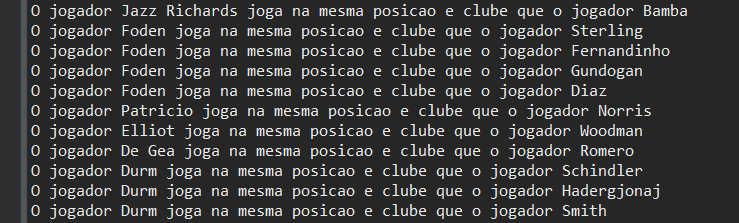 O jogador Jazz Richards joga na mesma posicao e clube que o jogador Bamba
O jogador Foden joga na mesma posicao e clube que o jogador Sterling
O jogador Foden joga na mesma posicao e clube que o jogador Fernandinho
O jogador Foden joga na mesma posicao e clube que o jogador Gundogan
O jogador Foden joga na mesma posicao e clube que o jogador Diaz
O jogador Patricio joga na mesma posicao e clube que o jogador Norris
O jogador Elliot joga na mesma posicao e clube que o jogador Woodman
O jogador De Gea joga na mesma posicao e clube que o jogador Romero
O jogador Durm joga na mesma posicao e clube que o jogador Schindler
O jogador Durm joga na mesma posicao e clube que o jogador Hadergjonaj
O jogador Durm joga na mesma posicao e clube que o jogador Smith